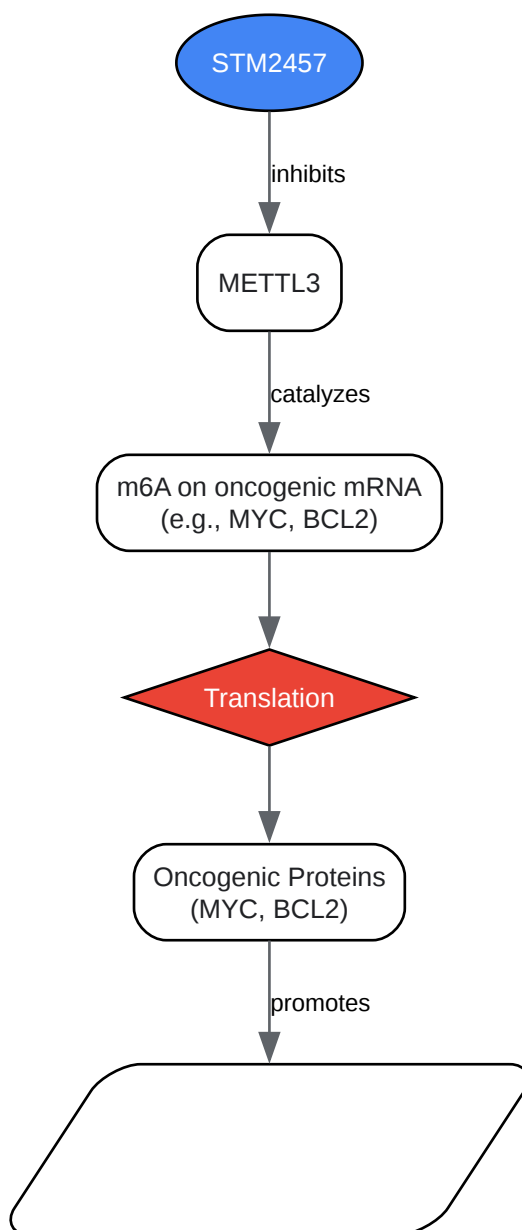 STM2457
inhibits
METTL3
catalyzes
m6A on oncogenic mRNA
(e.g., MYC, BCL2)
Translation
Oncogenic Proteins
(MYC, BCL2)
promotes